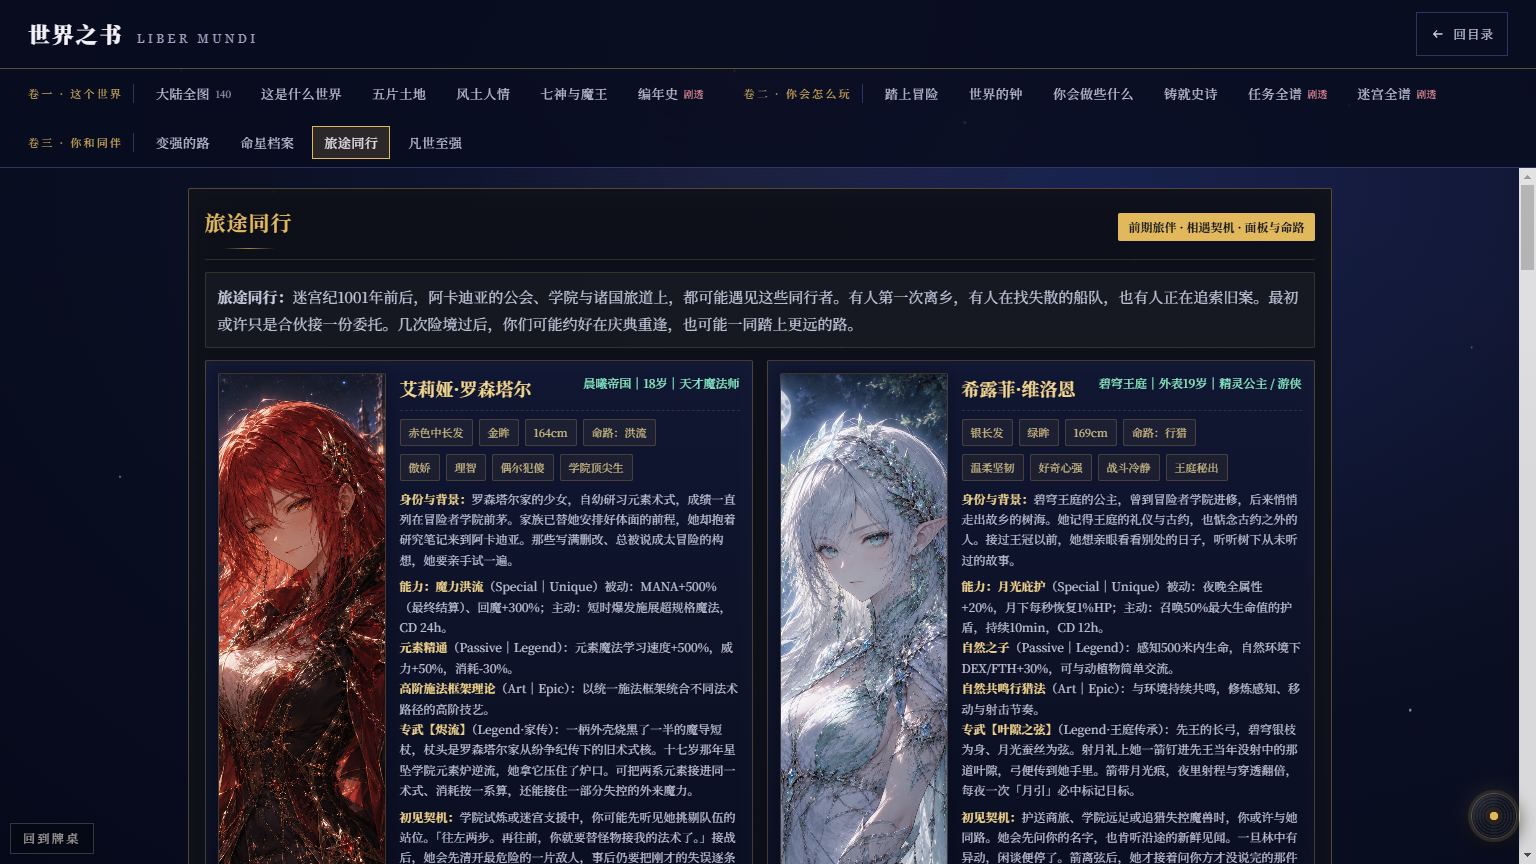 世界之书 LIBER MUNDI
← 回目录
卷一 · 这个世界 大陆全图 140 这是什么世界 五片土地 风土人情 七神与魔王 编年史 剧透 卷二 · 你会怎么玩 踏上冒险 世界的钟 你会做些什么 铸就史诗 任务全谱 剧透 迷宫全谱 剧透
卷三 · 你和同伴 变强的路 命星档案 旅途同行 凡世至强
旅途同行
前期旅伴 · 相遇契机 · 面板与命路
旅途同行：迷宫纪1001年前后，阿卡迪亚的公会、学院与诸国旅道上，都可能遇见这些同行者。有人第一次离乡，有人在找失散的船队，也有人正在追索旧案。最初
或许只是合伙接一份委托。几次险境过后，你们可能约好在庆典重逢，也可能一同踏上更远的路。
艾莉娅·罗森塔尔
晨曦帝国｜18岁｜天才魔法师
赤色中长发 金眸 164cm 命路：洪流
傲娇 理智 偶尔犯傻 学院顶尖生
身份与背景：罗森塔尔家的少女，自幼研习元素术式，成绩一直
列在冒险者学院前茅。家族已替她安排好体面的前程，她却抱着
研究笔记来到阿卡迪亚。那些写满删改、总被说成太冒险的构
想，她要亲手试一遍。
能力：魔力洪流（Special｜Unique）被动：MANA+500%
（最终结算）、回魔+300%；主动：短时爆发施展超规格魔法，
CD 24h。
元素精通（Passive｜Legend）：元素魔法学习速度+500%，威
力+50%，消耗-30%。
高阶施法框架理论（Art｜Epic）：以统一施法框架统合不同法术
路径的高阶技艺。
专武【烬流】（Legend·家传）：一柄外壳烧黑了一半的魔导短
杖，杖头是罗森塔尔家从纷争纪传下的旧术式核。十七岁那年星
坠学院元素炉逆流，她拿它压住了炉口。可把两系元素接进同一
术式、消耗按一系算，还能接住一部分失控的外来魔力。
初见契机：学院试炼或迷宫支援中，你可能先听见她挑剔队伍的
站位。「往左两步。再往前，你就要替怪物接我的法术了。」接战
后，她会先清开最危险的一片敌人，事后仍要把刚才的失误逐条
希露菲·维洛恩
碧穹王庭｜外表19岁｜精灵公主 / 游侠
银长发 绿眸 169cm 命路：行猎
温柔坚韧 好奇心强 战斗冷静 王庭秘出
身份与背景：碧穹王庭的公主，曾到冒险者学院进修，后来悄悄
走出故乡的树海。她记得王庭的礼仪与古约，也惦念古约之外的
人。接过王冠以前，她想亲眼看看别处的日子，听听树下从未听
过的故事。
能力：月光庇护（Special｜Unique）被动：夜晚全属性
+20%，月下每秒恢复1%HP；主动：召唤50%最大生命值的护
盾，持续10min，CD 12h。
自然之子（Passive｜Legend）：感知500米内生命，自然环境下
DEX/FTH+30%，可与动植物简单交流。
自然共鸣行猎法（Art｜Epic）：与环境持续共鸣，修炼感知、移
动与射击节奏。
专武【叶隙之弦】（Legend·王庭传承）：先王的长弓，碧穹银枝
为身、月光蚕丝为弦。射月礼上她一箭钉进先王当年没射中的那
道叶隙，弓便传到她手里。箭带月光痕，夜里射程与穿透翻倍，
每夜一次「月引」必中标记目标。
初见契机：护送商旅、学院远足或追猎失控魔兽时，你或许与她
同路。她会先问你的名字，也肯听沿途的新鲜见闻。一旦林中有
异动，闲谈便停了。箭离弦后，她才接着问你方才没说完的那件
回到牌桌